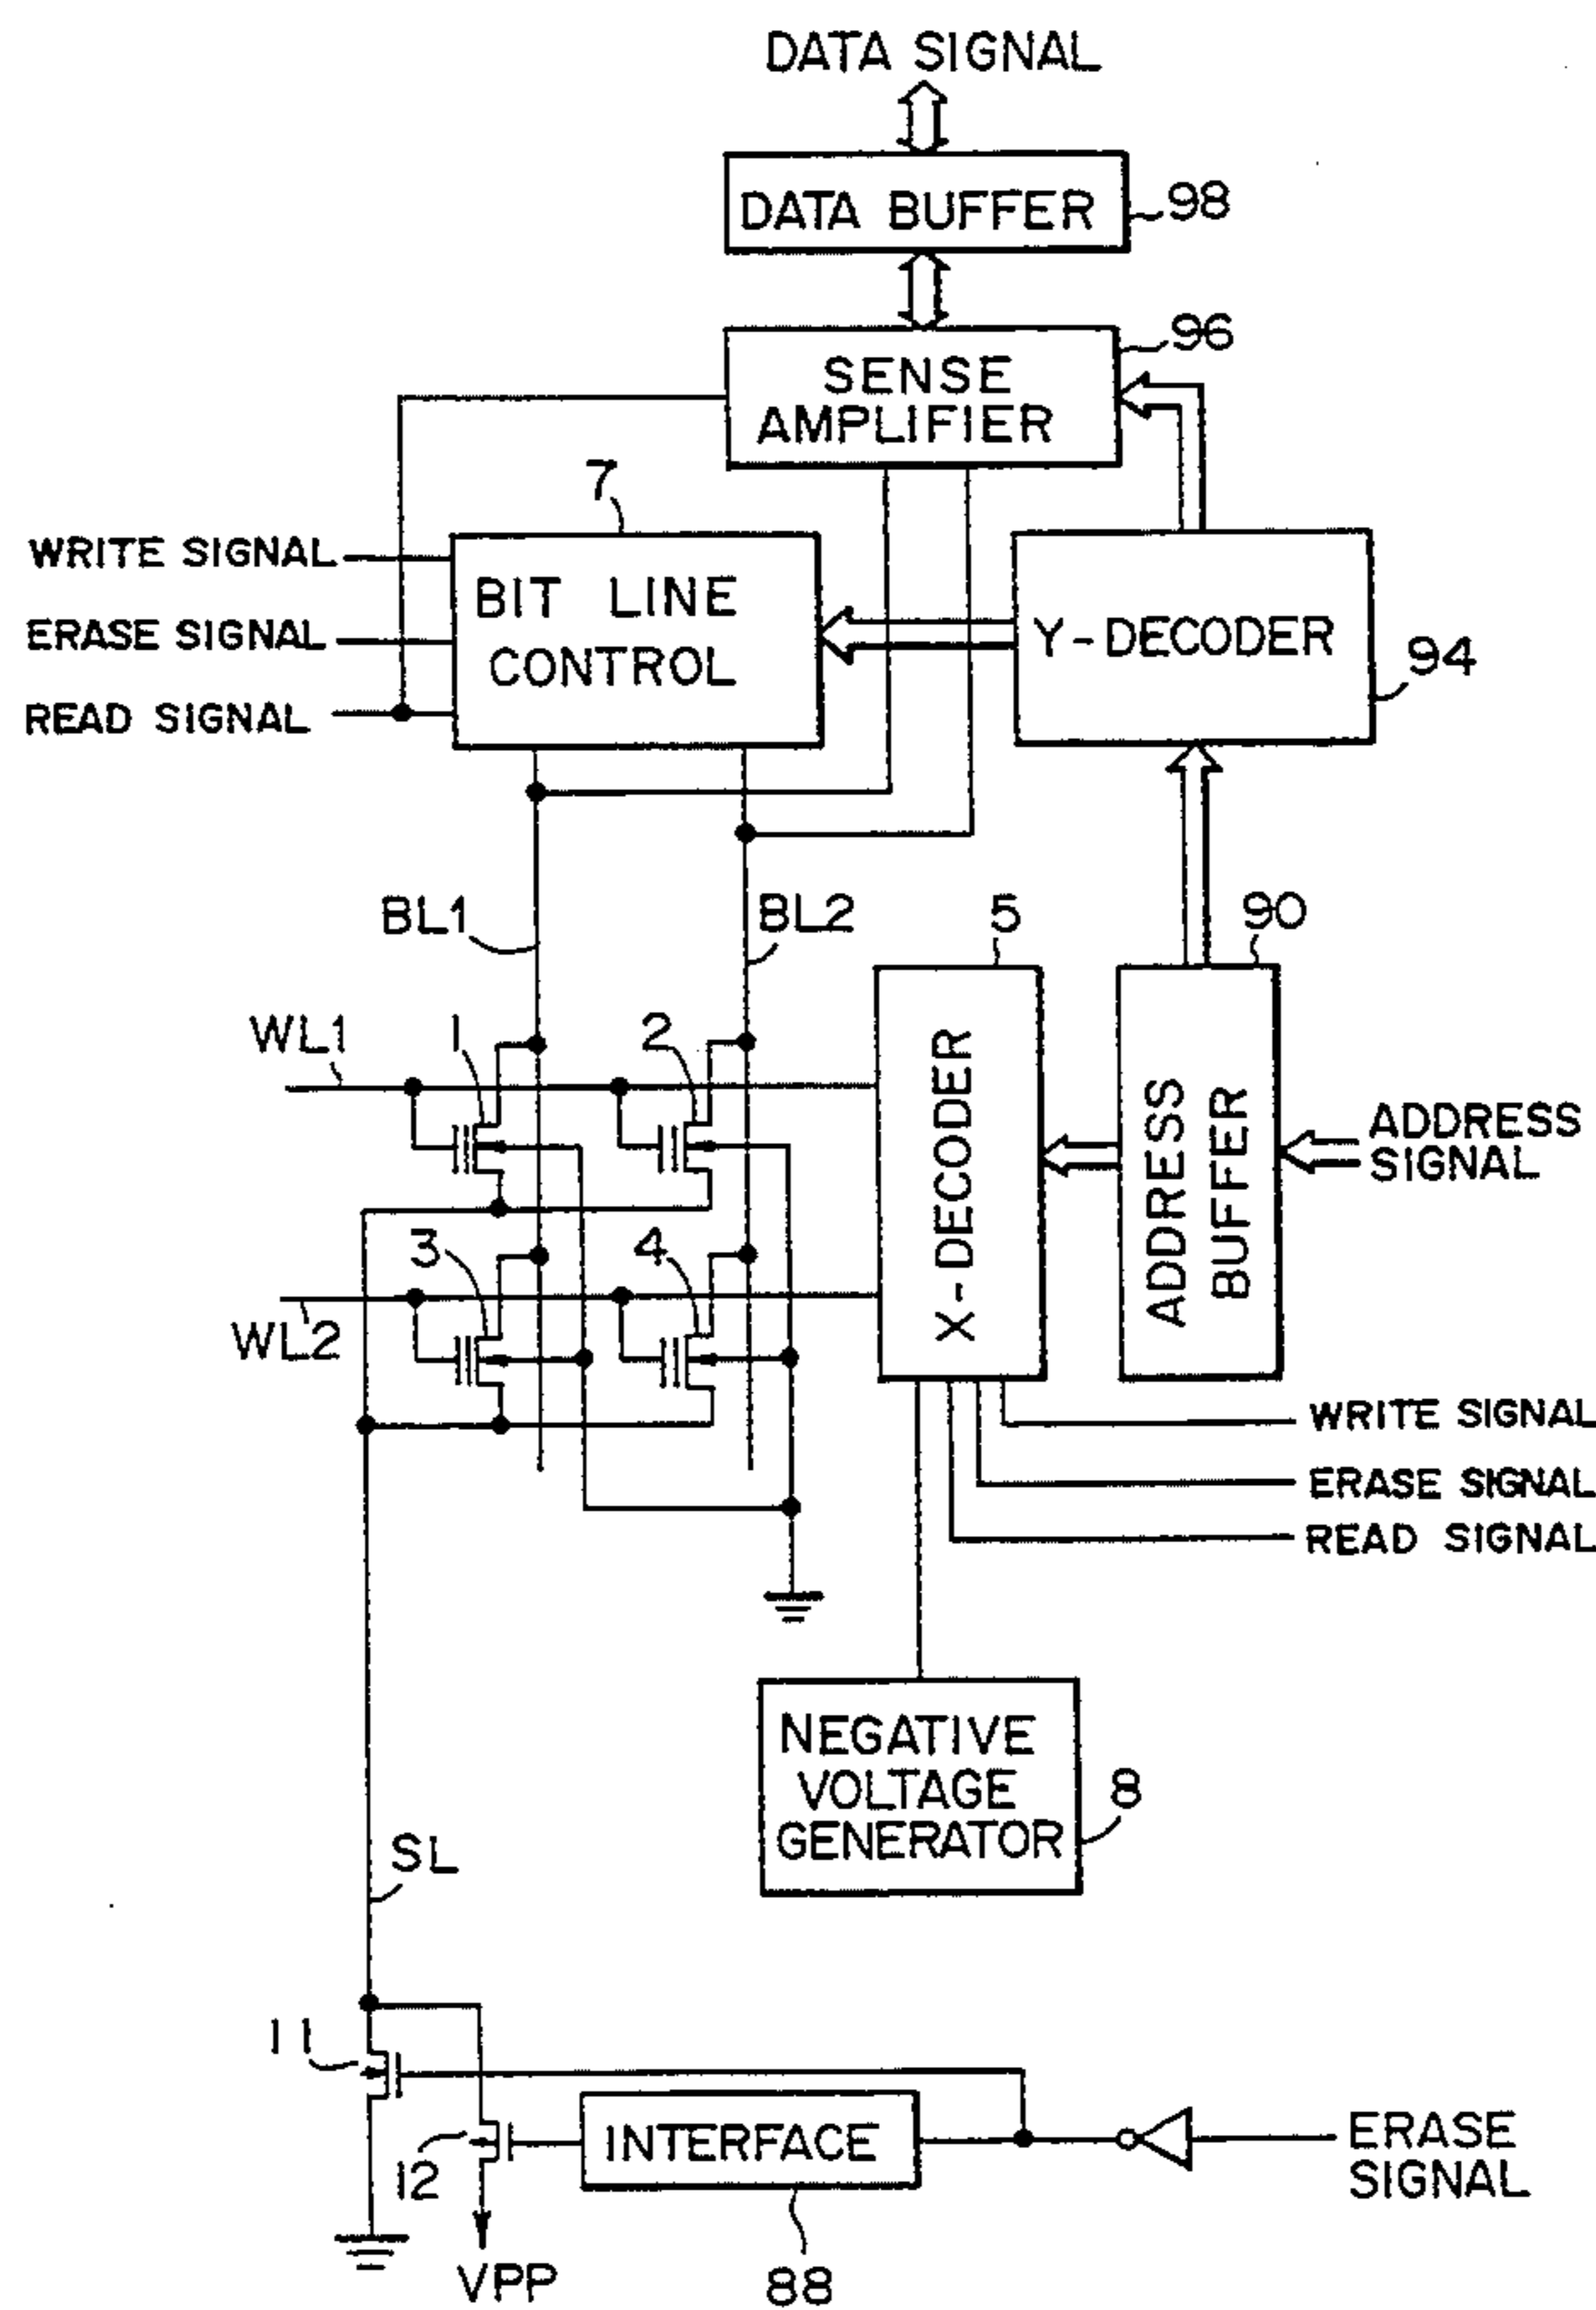 DATA SIGNAL
DATA BUFFER
98
96
SENSE
AMPLIFIER
7
WRITE SIGNAL
ERASE SIGNAL
READ SIGNAL
BIT LINE
CONTROL
Y-DECODER
94
BL1
BL2
5
90
WL1
1
2
X-DECODER
ADDRESS
BUFFER
ADDRESS
SIGNAL
3
4
WL2
WRITE SIGNAL
ERASE SIGNAL
READ SIGNAL
NEGATIVE
VOLTAGE
GENERATOR
8
SL
11
12
INTERFACE
ERASE
SIGNAL
VPP
88